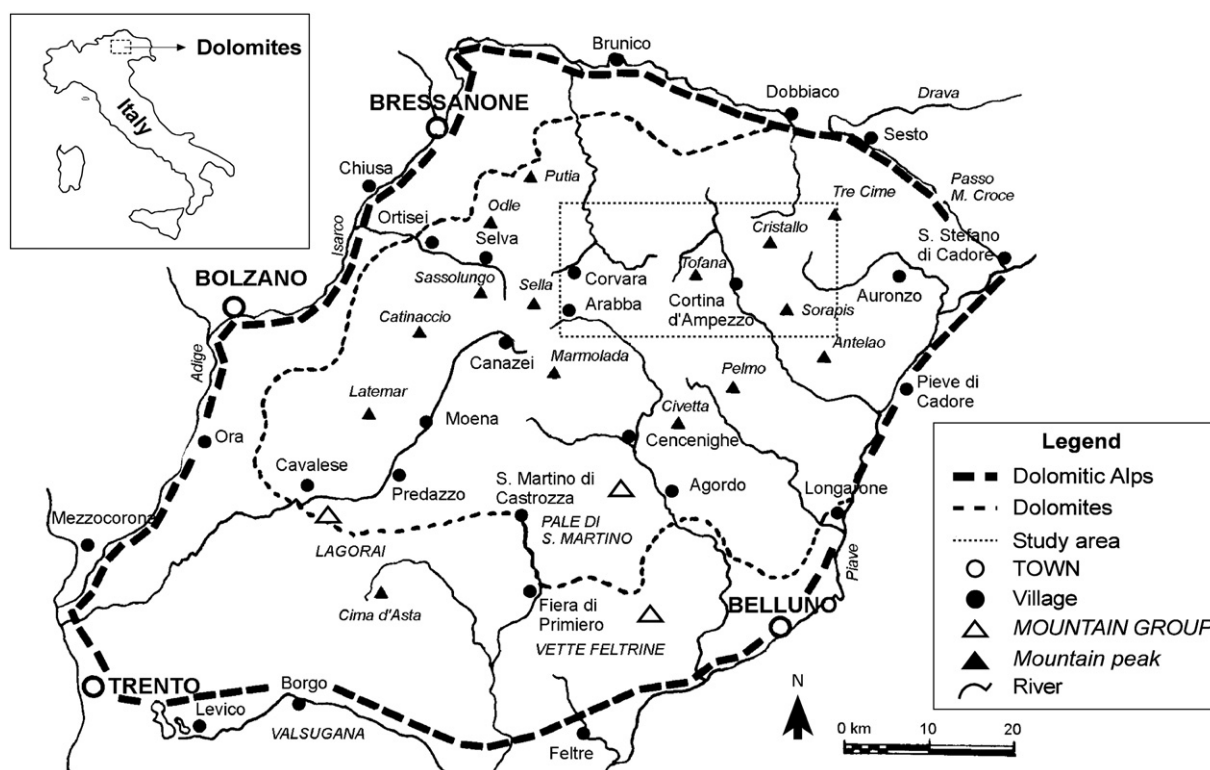 Dolomites
Italy
Brunico
BRESSANONE
Dobbiaco
Drava
Sesto
Chiusa
Putia
Passo
M. Croce
Tre Cime
Isarco
Ortisei
Odle
Selva
Cristallo
S. Stefano
di Cadore
BOLZANO
Sassolungo
Sella
Corvara
Tofana
Auronzo
Arabba
Cortina
d'Ampezzo
Sorapis
Catinaccio
Adige
Canazei
Marmolada
Antelao
Latemar
Pelmo
Pieve di
Cadore
Moena
Civetta
Ora
Cencenighe
Cavalese
Predazzo
S. Martino di
Castrozza
Agordo
Longarone
Mezzocorona
LAGORAI
PALE DI
S. MARTINO
Piave
Cima d'Asta
Fiera di
Primiero
BELLUNO
VETTE FELTRINE
TRENTO
Borgo
Levico
VALSUGANA
Feltre
N
0 km 10 20
Legend
Dolomitic Alps
Dolomites
Study area
TOWN
Village
MOUNTAIN GROUP
Mountain peak
River